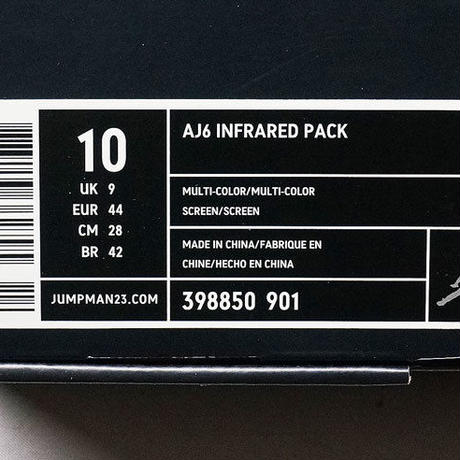 10
UK 9
EUR 44
CM 28
BR 42
JUMPMAN23.COM
AJ6 INFRARED PACK
MULTI-COLOR/MULTI-COLOR
SCREEN/SCREEN
MADE IN CHINA/FABRIQUE EN
CHINE/HECHO EN CHINA
398850 901